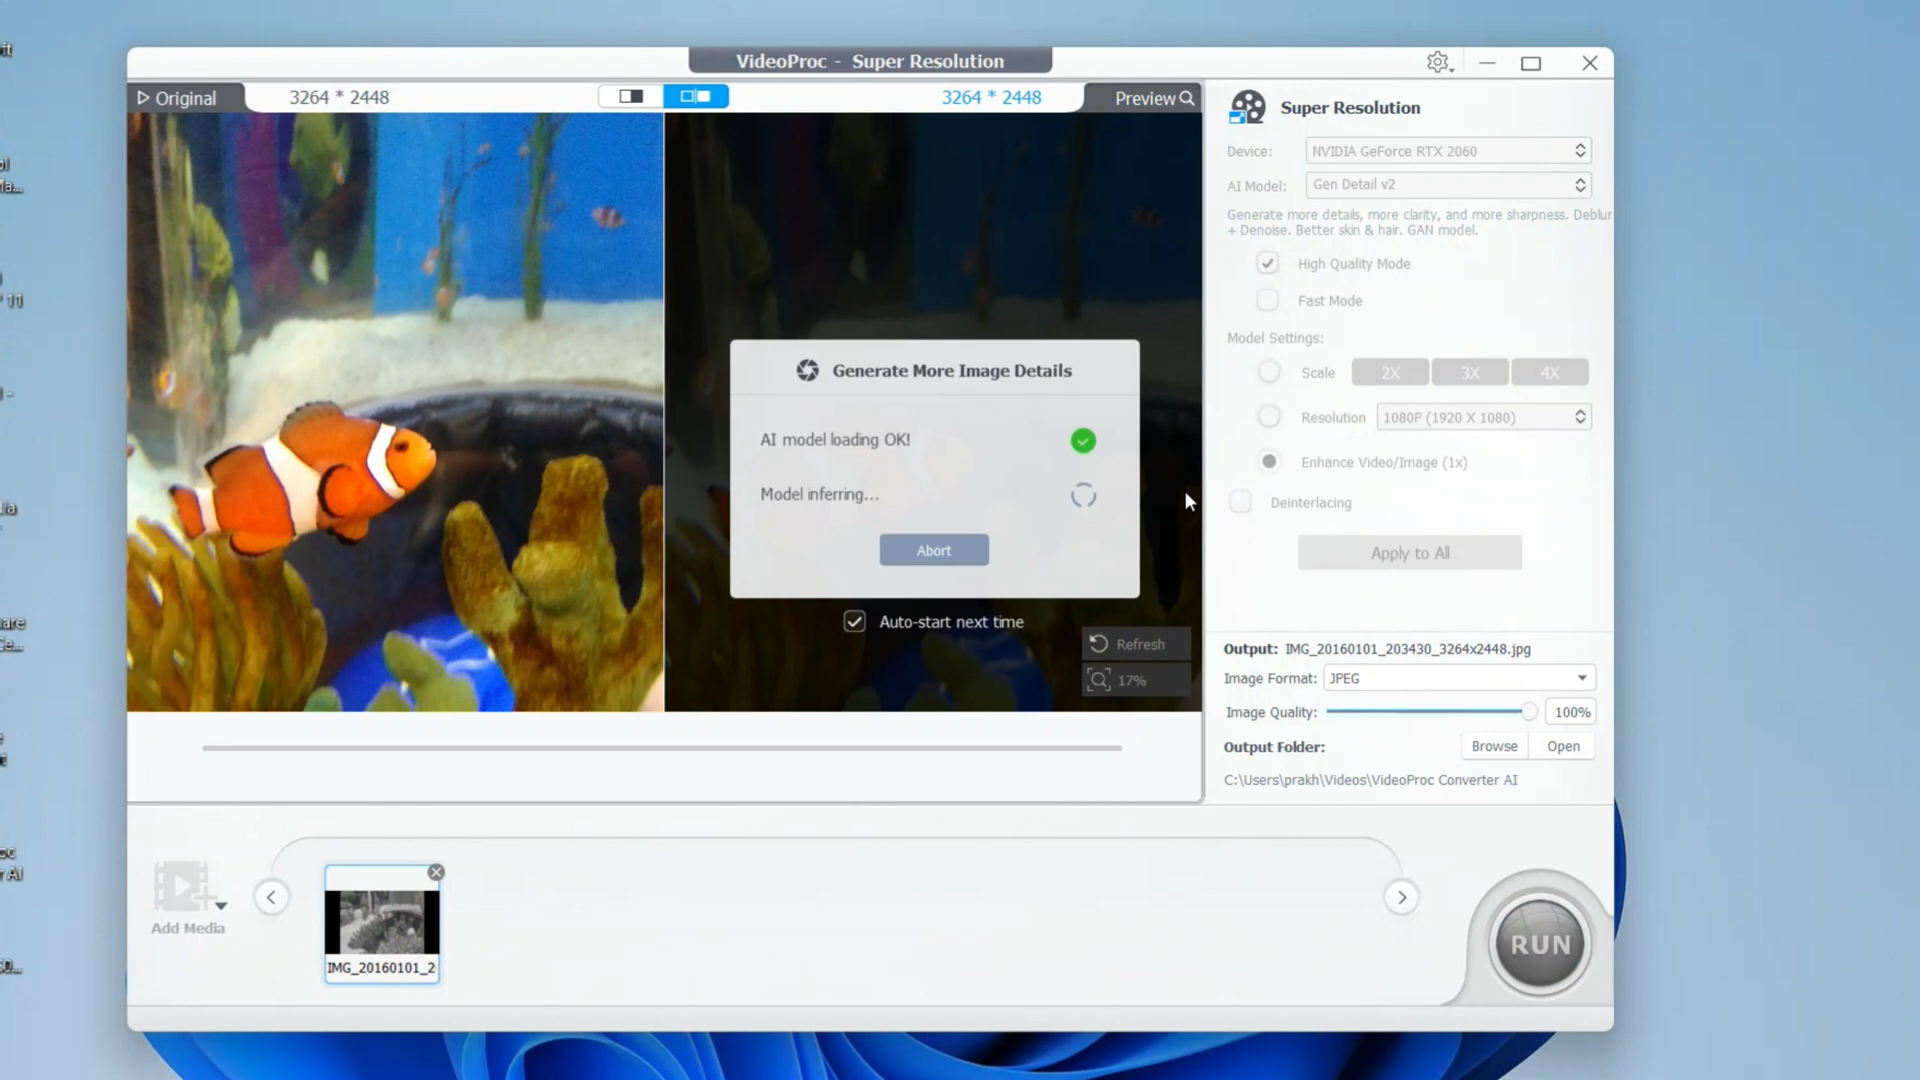 VideoProc - Super Resolution
Original
3264 * 2448
3264 * 2448
Preview
Super Resolution
Device:
NVIDIA GeForce RTX 2060
AI Model:
Gen Detail v2
Generate more details, more clarity, and more sharpness. Deblur
+ Denoise. Better skin & hair. GAN model.
High Quality Mode
Fast Mode
Model Settings:
Scale
2X
3X
4X
Resolution
1080P (1920 X 1080)
Enhance Video/Image (1x)
Deinterlacing
Apply to All
Generate More Image Details
AI model loading OK!
Model inferring...
Abort
Auto-start next time
Refresh
17%
Output: IMG_20160101_203430_3264x2448.jpg
Image Format:
JPEG
Image Quality:
100%
Output Folder:
Browse
Open
C:\Users\prakh\Videos\VideoProc Converter AI
Add Media
IMG_20160101_2
RUN
11
AI